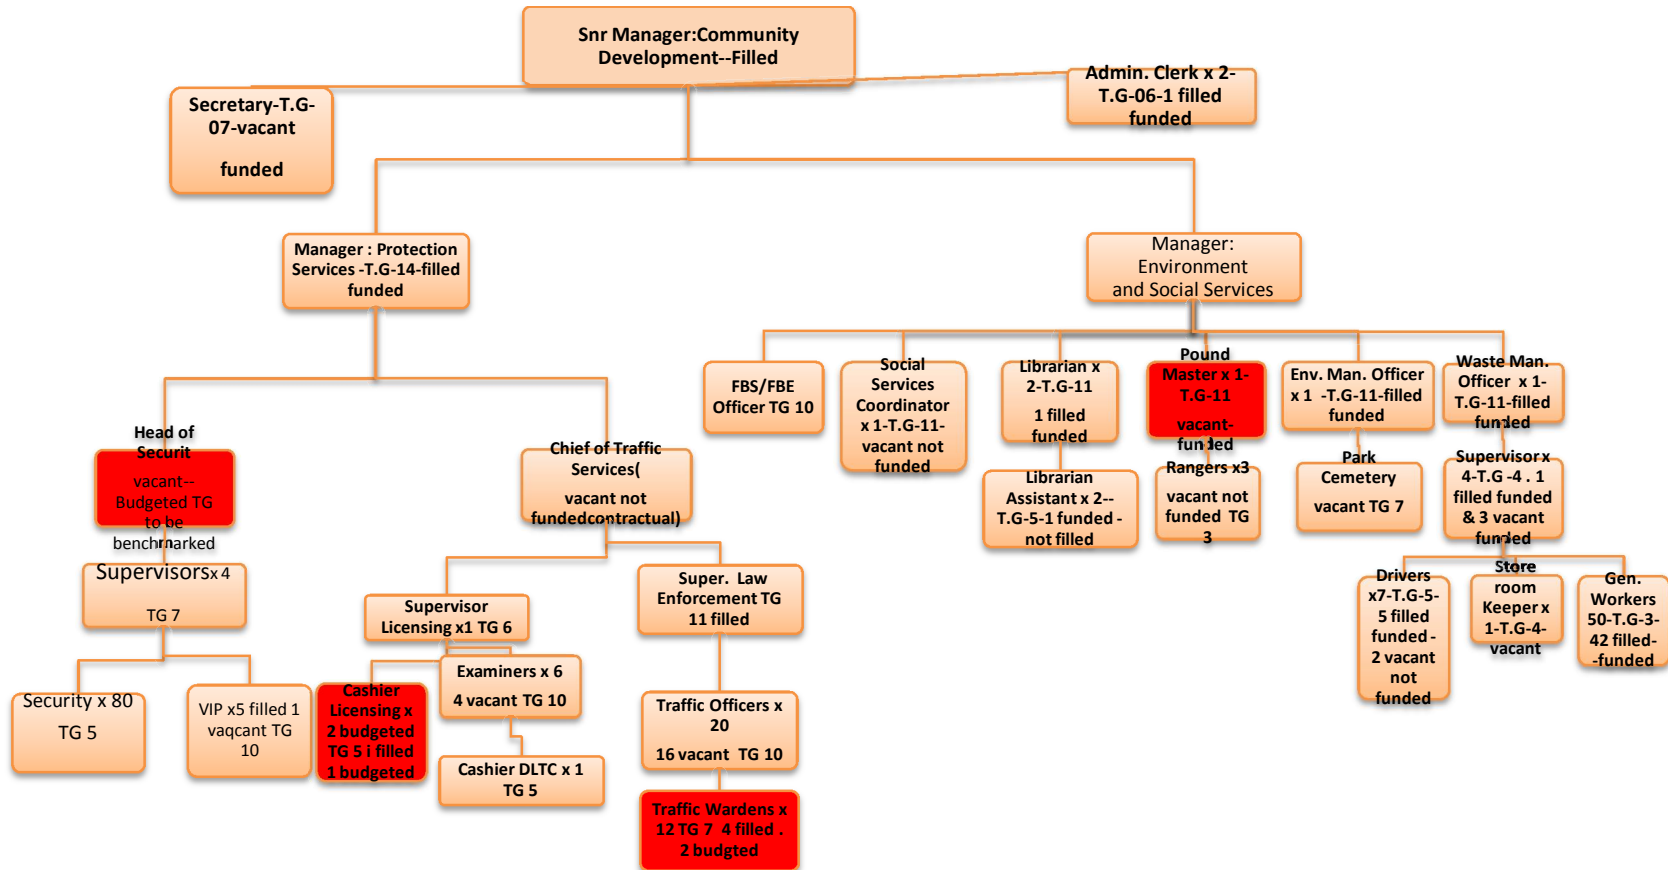 Snr Manager:Community
Development--Filled
Secretary-T.G-
07-vacant
funded
Admin. Clerk x 2-
T.G-06-1 filled
funded
Manager : Protection
Services -T.G-14-filled
funded
Manager:
Environment
and Social Services
Head of
Securit
vacant--
Budgeted TG
to be
benchmarked
Supervisorsx 4
TG 7
Security x 80
TG 5
VIP x5 filled 1
vaqcant TG
10
Chief of Traffic
Services(
vacant not
fundedcontractual)
Supervisor
Licensing x1 TG 6
Cashier
Licensing x
2 budgeted
TG 5 i filled
1 budgeted
Examiners x 6
4 vacant TG 10
Cashier DLTC x 1
TG 5
Super. Law
Enforcement TG
11 filled
Traffic Officers x
20
16 vacant TG 10
Traffic Wardens x
12 TG 7 4 filled .
2 budgted
FBS/FBE
Officer TG 10
Social
Services
Coordinator
x 1-T.G-11-
vacant not
funded
Librarian x
2-T.G-11
1 filled
funded
Librarian
Assistant x 2--
T.G-5-1 funded -
not filled
Pound
Master x 1-
T.G-11
vacant-
funded
Rangers x3
vacant not
funded TG
3
Env. Man. Officer
x 1 -T.G-11-filled
funded
Park
Cemetery
vacant TG 7
Waste Man.
Officer x 1-
T.G-11-filled
funded
Supervisor x
4-T.G -4 . 1
filled funded
& 3 vacant
funded
Drivers
x7-T.G-5-
5 filled
funded -
2 vacant
not
funded
Store
room
Keeper x
1-T.G-4-
vacant
Gen.
Workers
50-T.G-3-
42 filled-
-funded